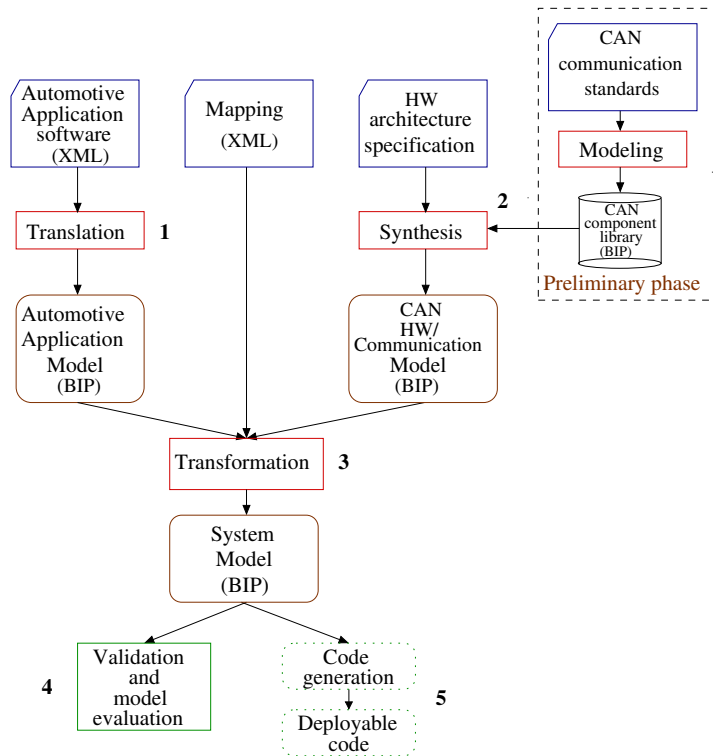 CAN
communication
standards
Automotive
Application
software
(XML)
Mapping
(XML)
HW
architecture
specification
Modeling
2
CAN
component
library
(BIP)
Translation
1
Synthesis
Preliminary phase
Automotive
Application
Model
(BIP)
CAN
HW/
Communication
Model
(BIP)
Transformation
3
System
Model
(BIP)
4
Validation
and
model
evaluation
Code
generation
5
Deployable
code